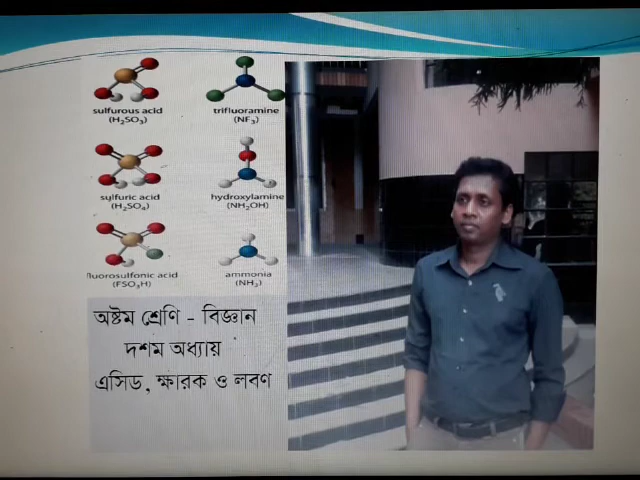 sulfurous acid
(H₂SO₃)
trifluoramine
(NF₃)
sulfuric acid
(H₂SO₄)
hydroxylamine
(NH₂OH)
fluorosulfonic acid
(FSO₃H)
ammonia
(NH₃)
অষ্টম শ্রেণি - বিজ্ঞান
দশম অধ্যায়
এসিড, ক্ষারক ও লবণ